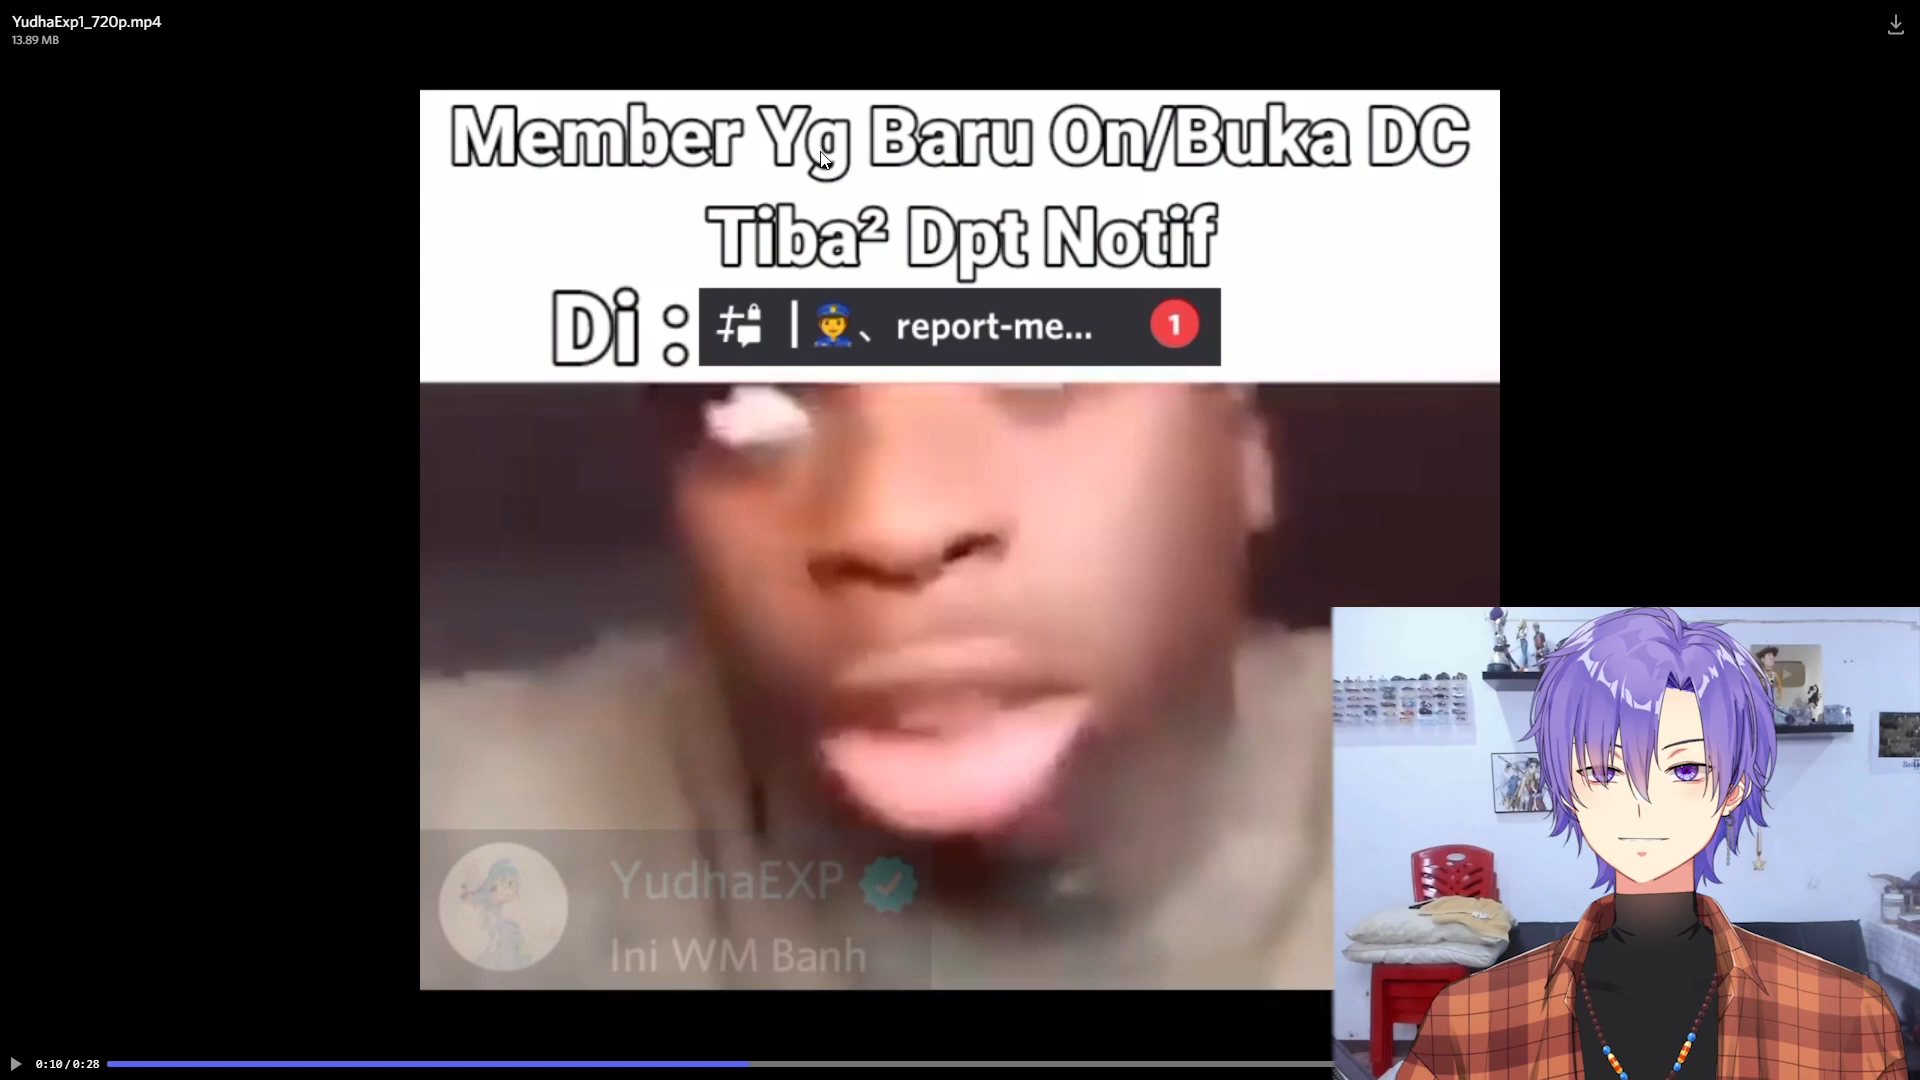 YudhaExp1_720p.mp4
13.89 MB
Member Yg Baru On/Buka DC
Tiba² Dpt Notif
Di :
# | 👮、 report-me... 1
YudhaEXP
Ini WM Banh
0:10 / 0:28